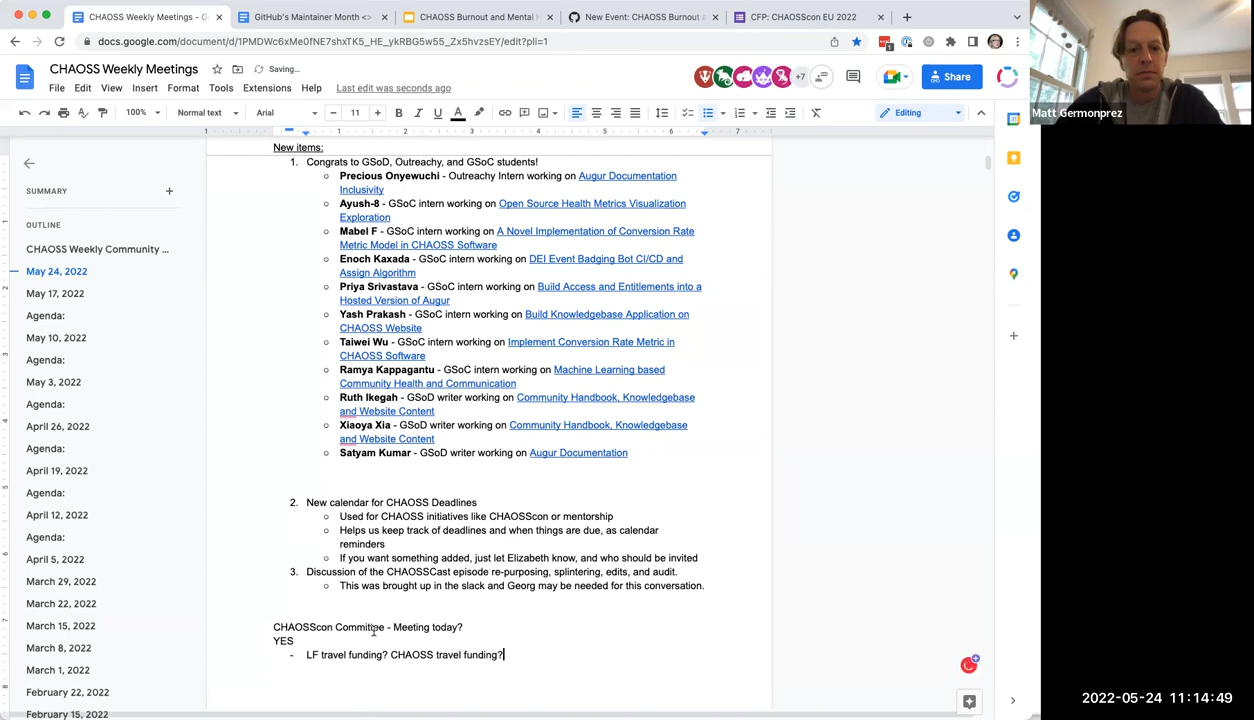 CHAOSS Weekly Meetings - G
GitHub's Maintainer Month <>
CHAOSS Burnout and Mental H
New Event: CHAOSS Burnout a
CFP: CHAOSScon EU 2022
docs.google.com/document/d/1PMDWc6xMe0fNE7shxTK5_HE_ykRBG5w55_Zx5hvzsEY/edit?pli=1
CHAOSS Weekly Meetings
Saving...
File Edit View Insert Format Tools Extensions Help Last edit was seconds ago
+7
Share
Matt Germonprez
100% Normal text Arial 11 Editing
1 1 2 3 4 5 6 7
SUMMARY
OUTLINE
CHAOSS Weekly Community ...
May 24, 2022
May 17, 2022
Agenda:
May 10, 2022
Agenda:
May 3, 2022
Agenda:
April 26, 2022
Agenda:
April 19, 2022
Agenda:
April 12, 2022
Agenda:
April 5, 2022
March 29, 2022
March 22, 2022
March 15, 2022
March 8, 2022
March 1, 2022
February 22, 2022
February 15, 2022
New items:
1. Congrats to GSoD, Outreachy, and GSoC students!
Precious Onyewuchi - Outreachy Intern working on Augur Documentation
Inclusivity
Ayush-8 - GSoC intern working on Open Source Health Metrics Visualization
Exploration
Mabel F - GSoC intern working on A Novel Implementation of Conversion Rate
Metric Model in CHAOSS Software
Enoch Kaxada - GSoC intern working on DEI Event Badging Bot CI/CD and
Assign Algorithm
Priya Srivastava - GSoC intern working on Build Access and Entitlements into a
Hosted Version of Augur
Yash Prakash - GSoC intern working on Build Knowledgebase Application on
CHAOSS Website
Taiwei Wu - GSoC intern working on Implement Conversion Rate Metric in
CHAOSS Software
Ramya Kappagantu - GSoC intern working on Machine Learning based
Community Health and Communication
Ruth Ikegah - GSoD writer working on Community Handbook, Knowledgebase
and Website Content
Xiaoya Xia - GSoD writer working on Community Handbook, Knowledgebase
and Website Content
Satyam Kumar - GSoD writer working on Augur Documentation
2. New calendar for CHAOSS Deadlines
Used for CHAOSS initiatives like CHAOSScon or mentorship
Helps us keep track of deadlines and when things are due, as calendar
reminders
If you want something added, just let Elizabeth know, and who should be invited
3. Discussion of the CHAOSSCast episode re-purposing, splintering, edits, and audit.
This was brought up in the slack and Georg may be needed for this conversation.
CHAOSScon Committee - Meeting today?
YES
- LF travel funding? CHAOSS travel funding?
2022-05-24 11:14:49